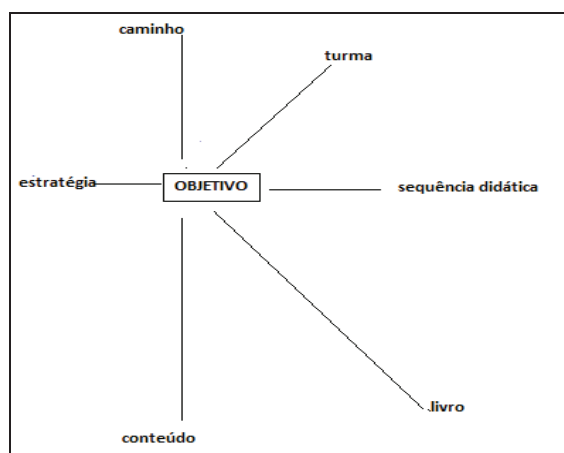 caminho
turma
estratégia
OBJETIVO
sequência didática
livro
conteúdo